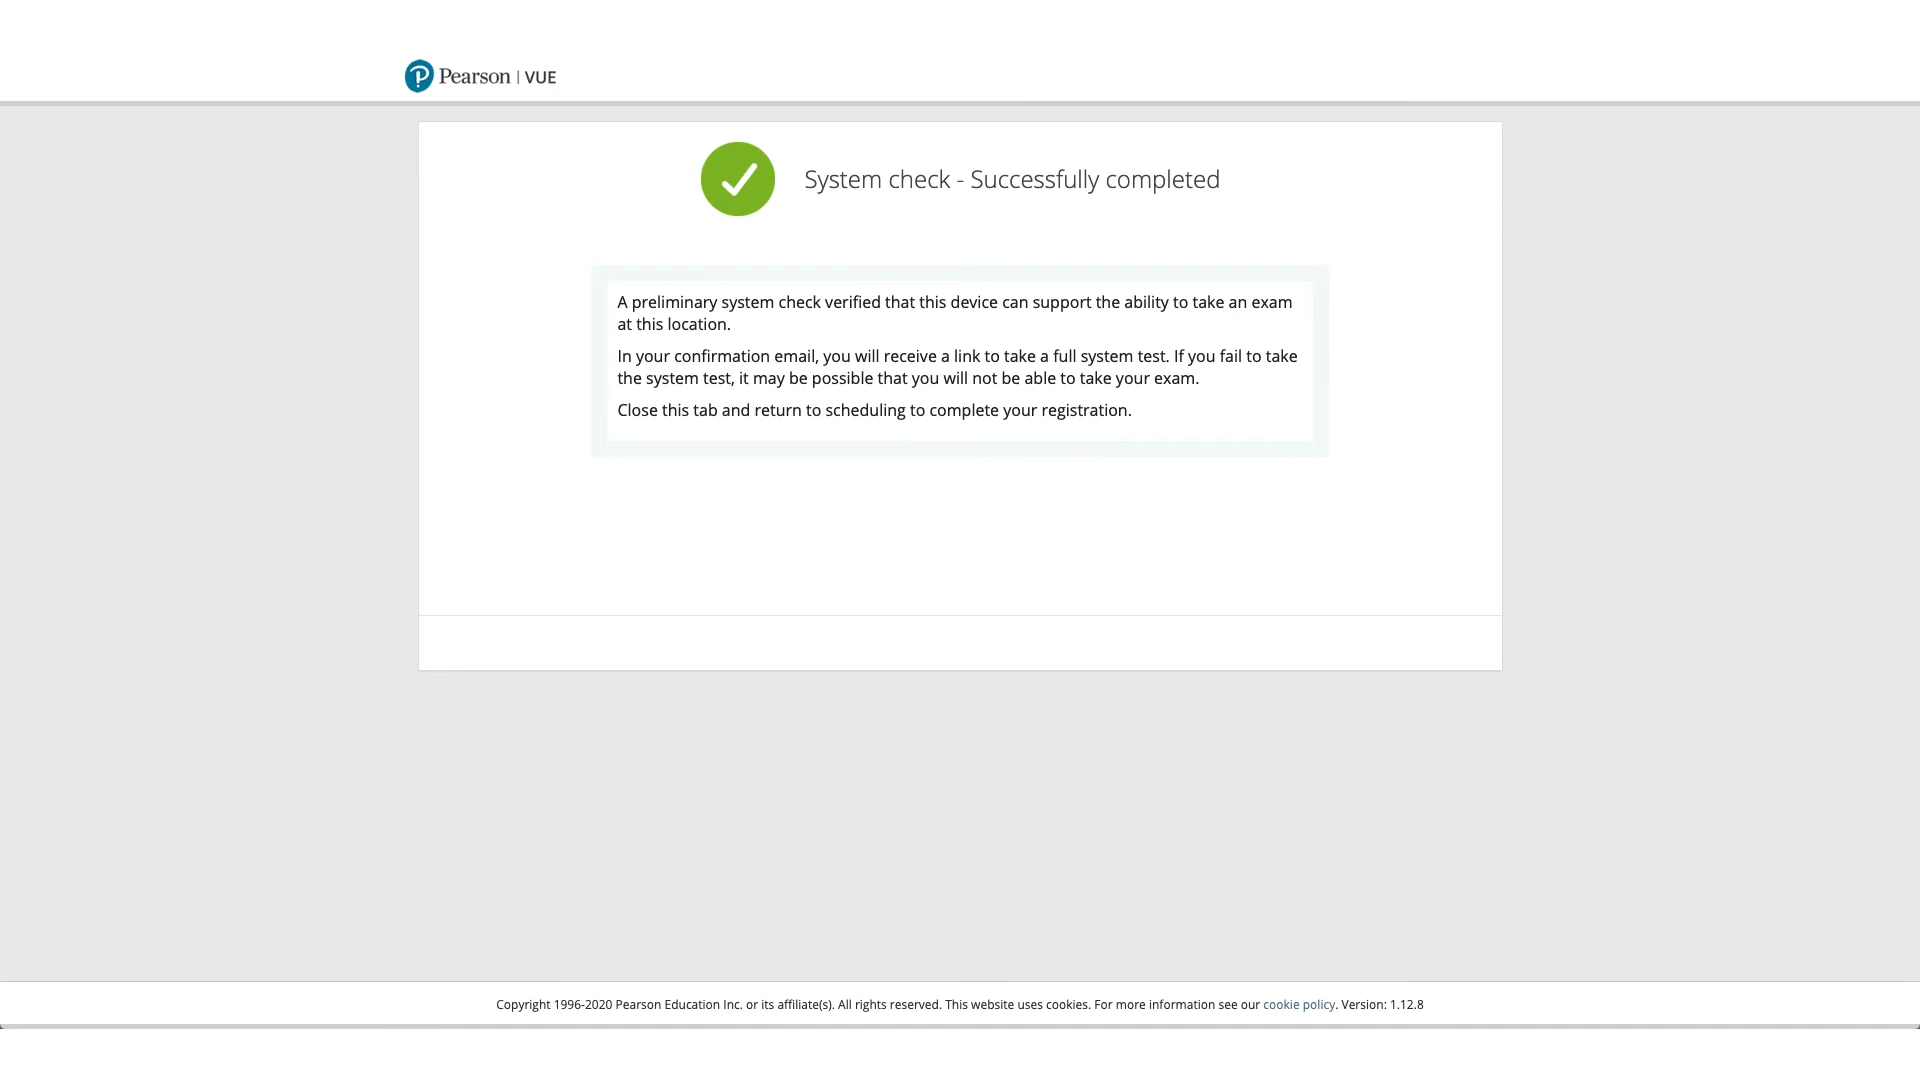 Pearson | VUE
System check - Successfully completed
A preliminary system check verified that this device can support the ability to take an exam
at this location.
In your confirmation email, you will receive a link to take a full system test. If you fail to take
the system test, it may be possible that you will not be able to take your exam.
Close this tab and return to scheduling to complete your registration.
Copyright 1996-2020 Pearson Education Inc. or its affiliate(s). All rights reserved. This website uses cookies. For more information see our cookie policy. Version: 1.12.8